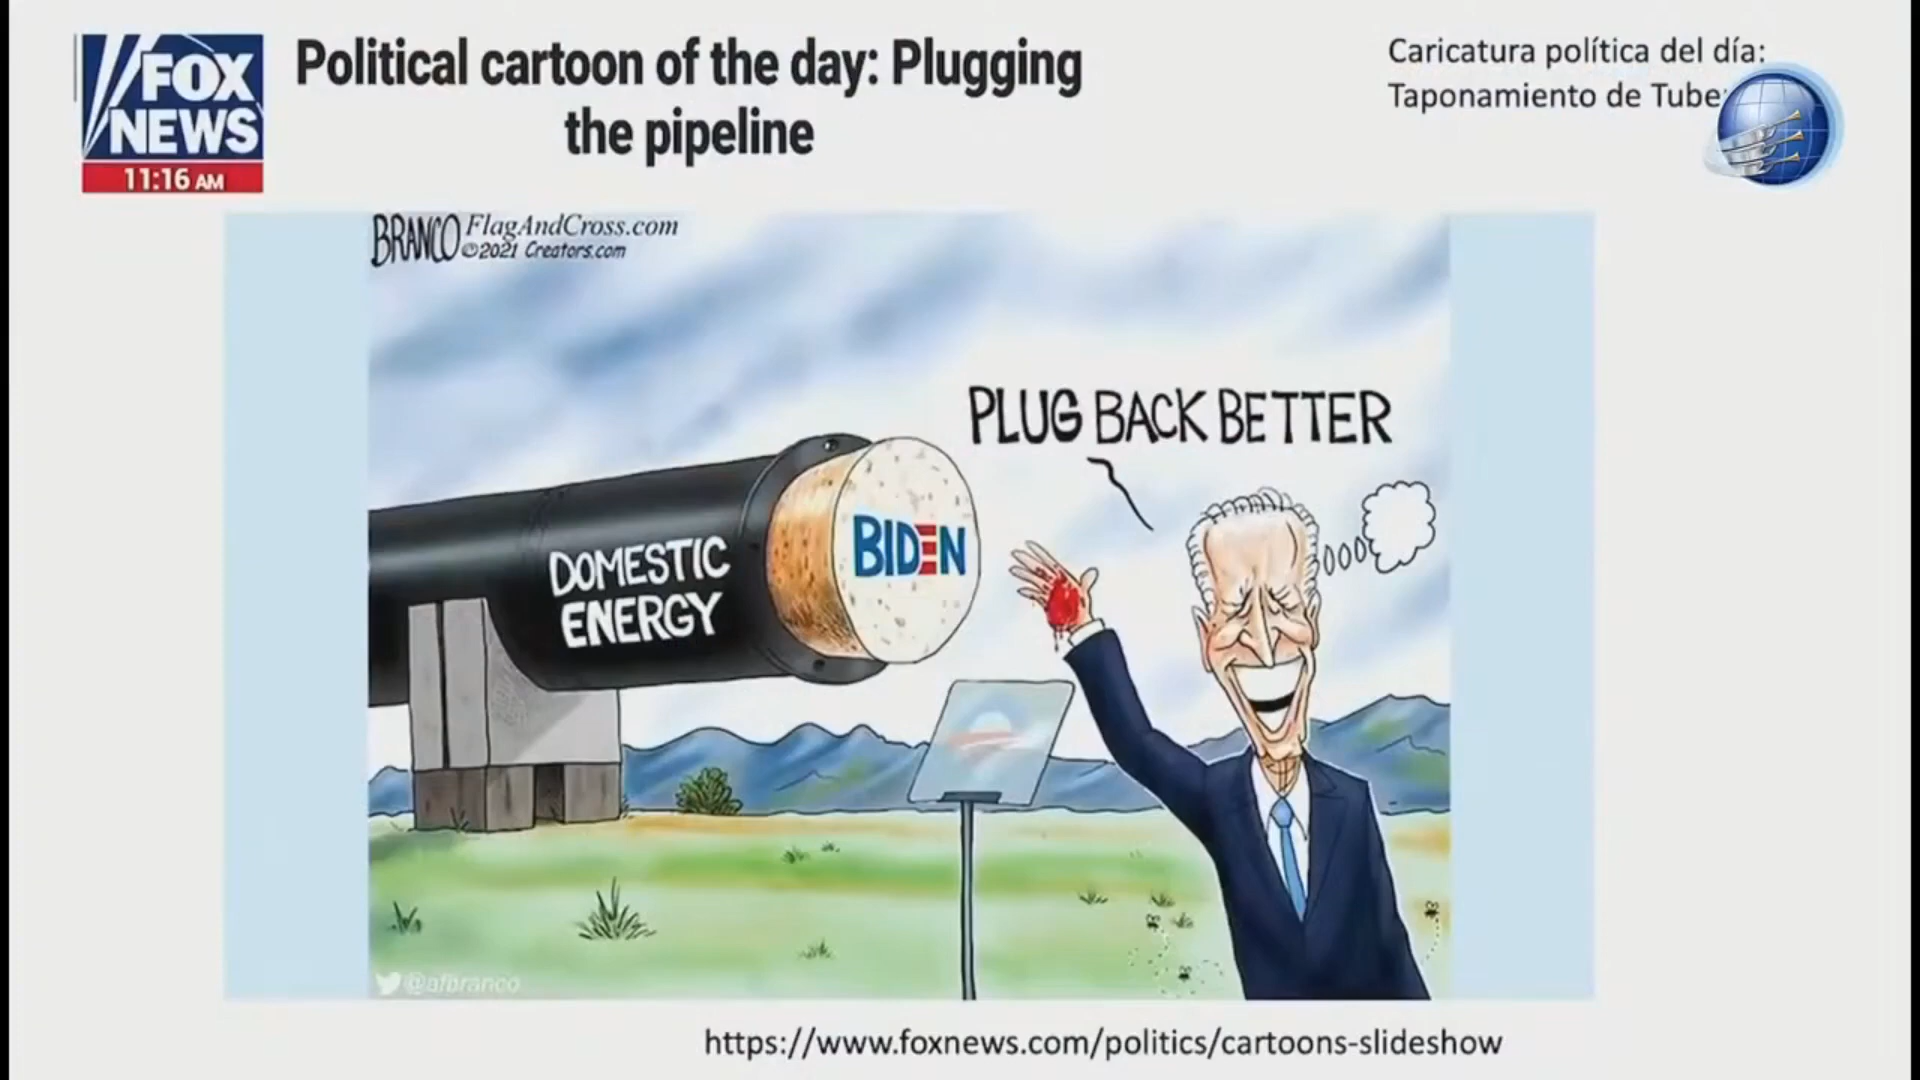 FOX
NEWS
11:16 AM
Political cartoon of the day: Plugging
the pipeline
Caricatura política del día:
Taponamiento de
BRANCO FlagAndCross.com
©2021 Creators.com
PLUG BACK BETTER
DOMESTIC
ENERGY
BIDEN
@afbranco
https://www.foxnews.com/politics/cartoons-slideshow